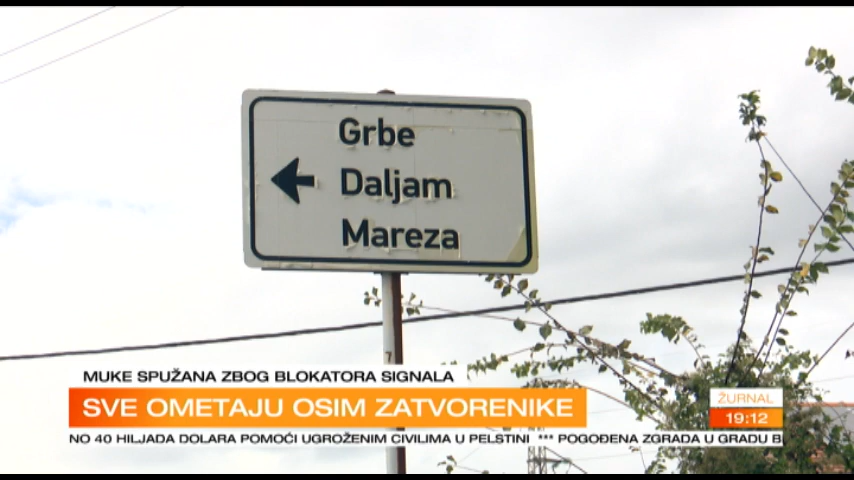 Grbe
Daljam
Mareza
MUKE SPUŽANA ZBOG BLOKATORA SIGNALA
SVE OMETAJU OSIM ZATVORENIKE
ŽURNAL
19:12
NO 40 HILJADA DOLARA POMOĆI UGROŽENIM CIVILIMA U PELSTINI *** POGOĐENA ZGRADA U GRADU